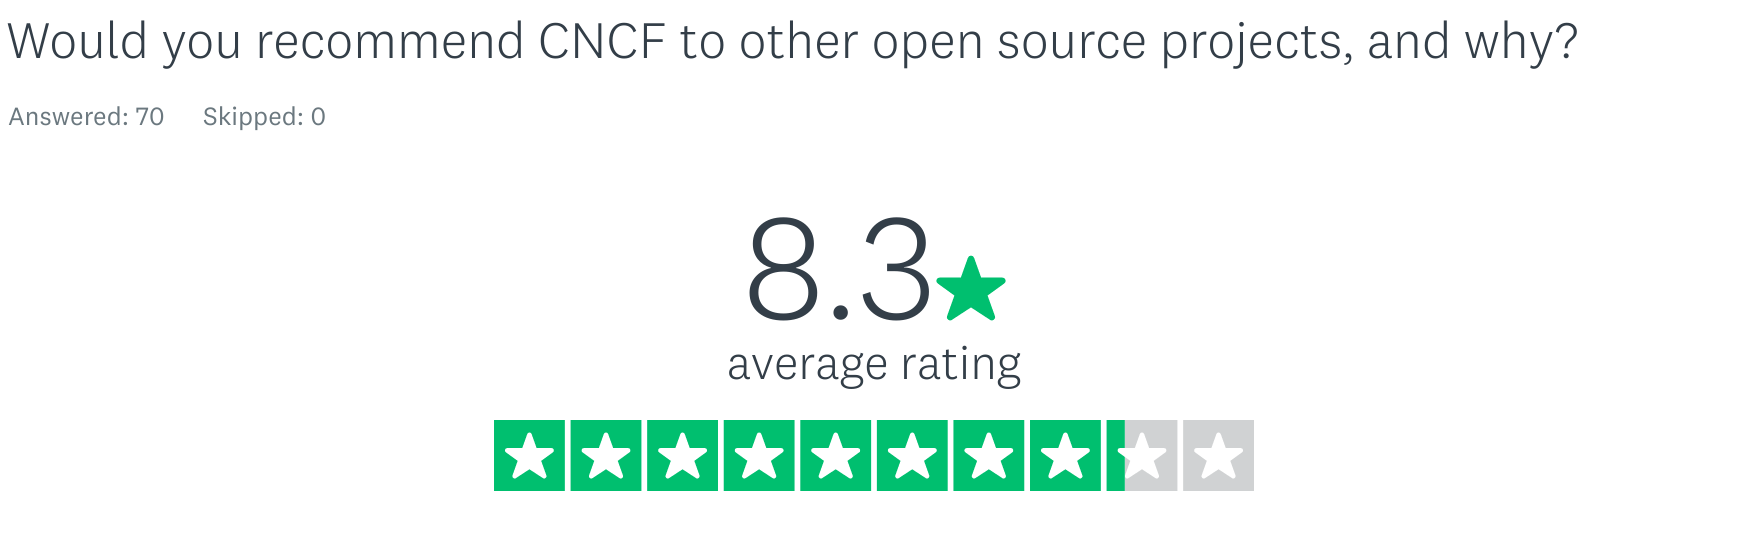 Would you recommend CNCF to other open source projects, and why?
Answered: 70 Skipped: 0
8.3
average rating